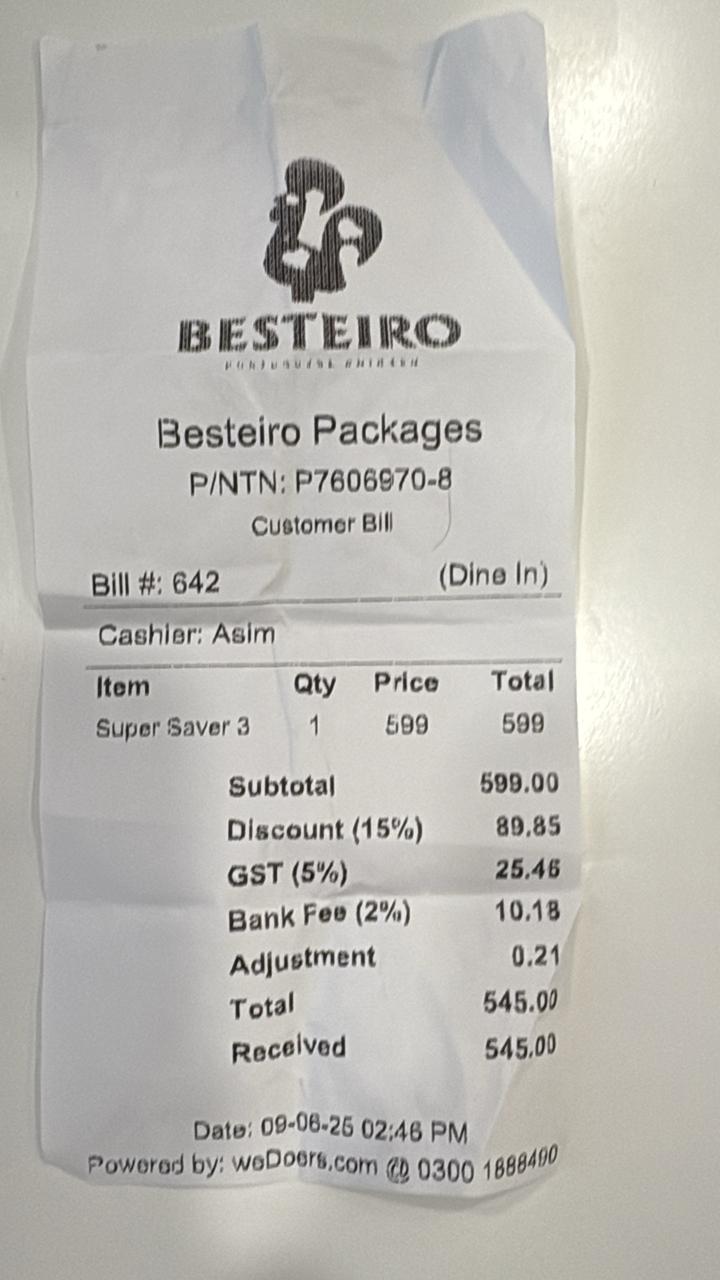 BESTEIRO
PORTUGUESE CHICKEN
Besteiro Packages
P/NTN: P7606970-8
Customer Bill
Bill #: 642 (Dine In)
Cashier: Asim
Item Qty Price Total
Super Saver 3 1 599 599
Subtotal 599.00
Discount (15%) 89.85
GST (5%) 25.46
Bank Fee (2%) 10.18
Adjustment 0.21
Total 545.00
Received 545.00
Date: 09-06-25 02:46 PM
Powered by: weDoers.com @ 0300 1888490